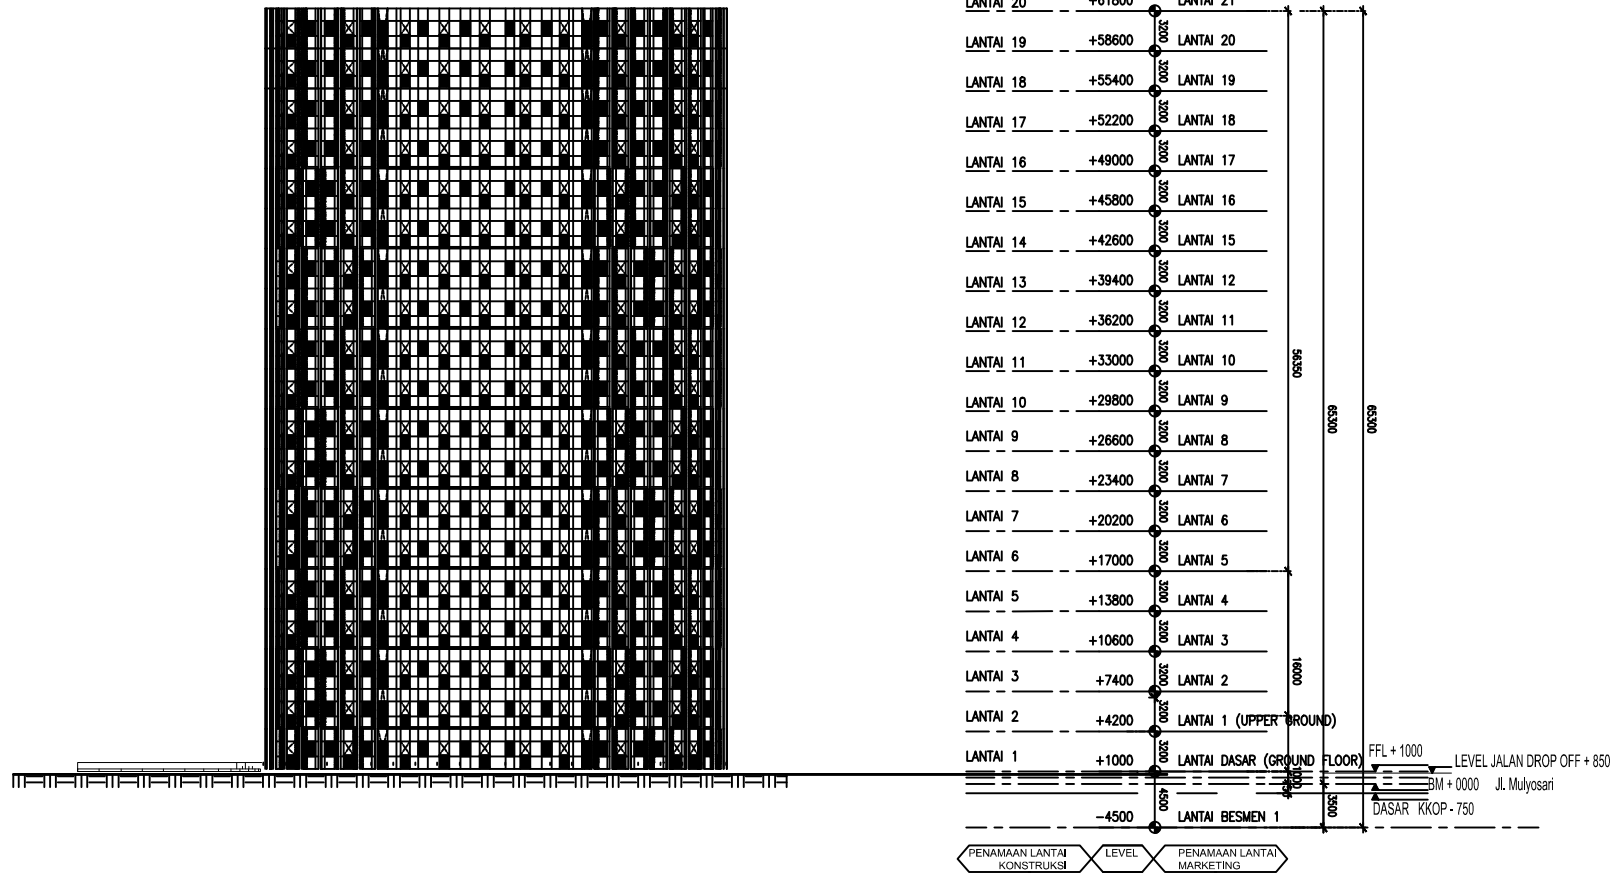 LANTAI 20 +61800 LANTAI 21
3200
LANTAI 19 +58600 LANTAI 20
3200
LANTAI 18 +55400 LANTAI 19
3200
LANTAI 17 +52200 LANTAI 18
3200
LANTAI 16 +49000 LANTAI 17
3200
LANTAI 15 +45800 LANTAI 16
3200
LANTAI 14 +42600 LANTAI 15
3200
LANTAI 13 +39400 LANTAI 12
3200
LANTAI 12 +36200 LANTAI 11
3200
LANTAI 11 +33000 LANTAI 10
56350
3200
LANTAI 10 +29800 LANTAI 9
65300
65300
3200
LANTAI 9 +26600 LANTAI 8
3200
LANTAI 8 +23400 LANTAI 7
3200
LANTAI 7 +20200 LANTAI 6
3200
LANTAI 6 +17000 LANTAI 5
3200
LANTAI 5 +13800 LANTAI 4
3200
LANTAI 4 +10600 LANTAI 3
16000
3200
LANTAI 3 +7400 LANTAI 2
3200
LANTAI 2 +4200 LANTAI 1 (UPPER GROUND)
3200
LANTAI 1 +1000 LANTAI DASAR (GROUND FLOOR)
FFL + 1000
LEVEL JALAN DROP OFF + 850
1000
BM + 0000 Jl. Mulyosari
4500
3500
DASAR KKOP - 750
-4500 LANTAI BESMEN 1
PENAMAAN LANTAI KONSTRUKSI
LEVEL
PENAMAAN LANTAI MARKETING